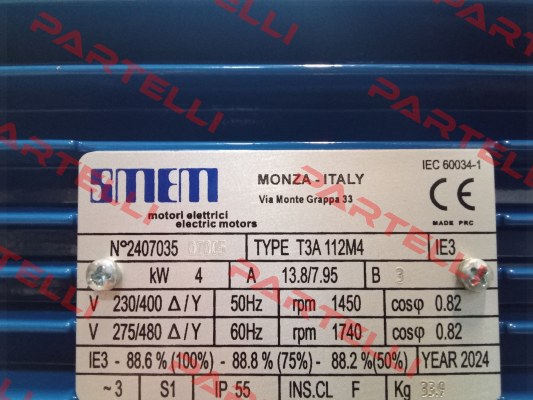 SMEM
motori elettrici
electric motors
MONZA - ITALY
Via Monte Grappa 33
IEC 60034-1
CE
MADE PRC
N°2407035 07005 TYPE T3A 112M4 IE3
kW 4 A 13.8/7.95 B 3
V 230/400 Δ/Y 50Hz rpm 1450 cosφ 0.82
V 275/480 Δ/Y 60Hz rpm 1740 cosφ 0.82
IE3 - 88.6 % (100%) - 88.8 % (75%) - 88.2 % (50%) YEAR 2024
~ 3 S1 IP 55 INS.CL F Kg 33.9
PARTELLI
PARTELLI
PARTELLI
PARTELLI
PARTELLI